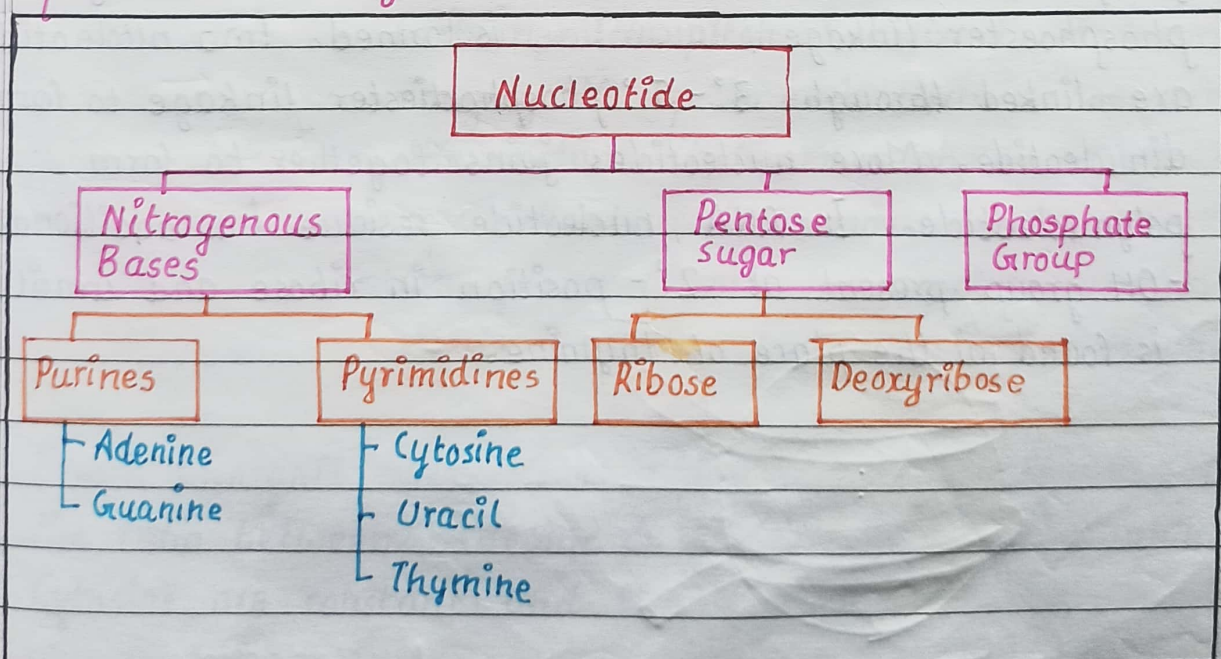 Nucleotide
Nitrogenous
Bases
Pentose
sugar
Phosphate
Group
Purines
Pyrimidines
Ribose
Deoxyribose
Adenine
Guanine
Cytosine
Uracil
Thymine